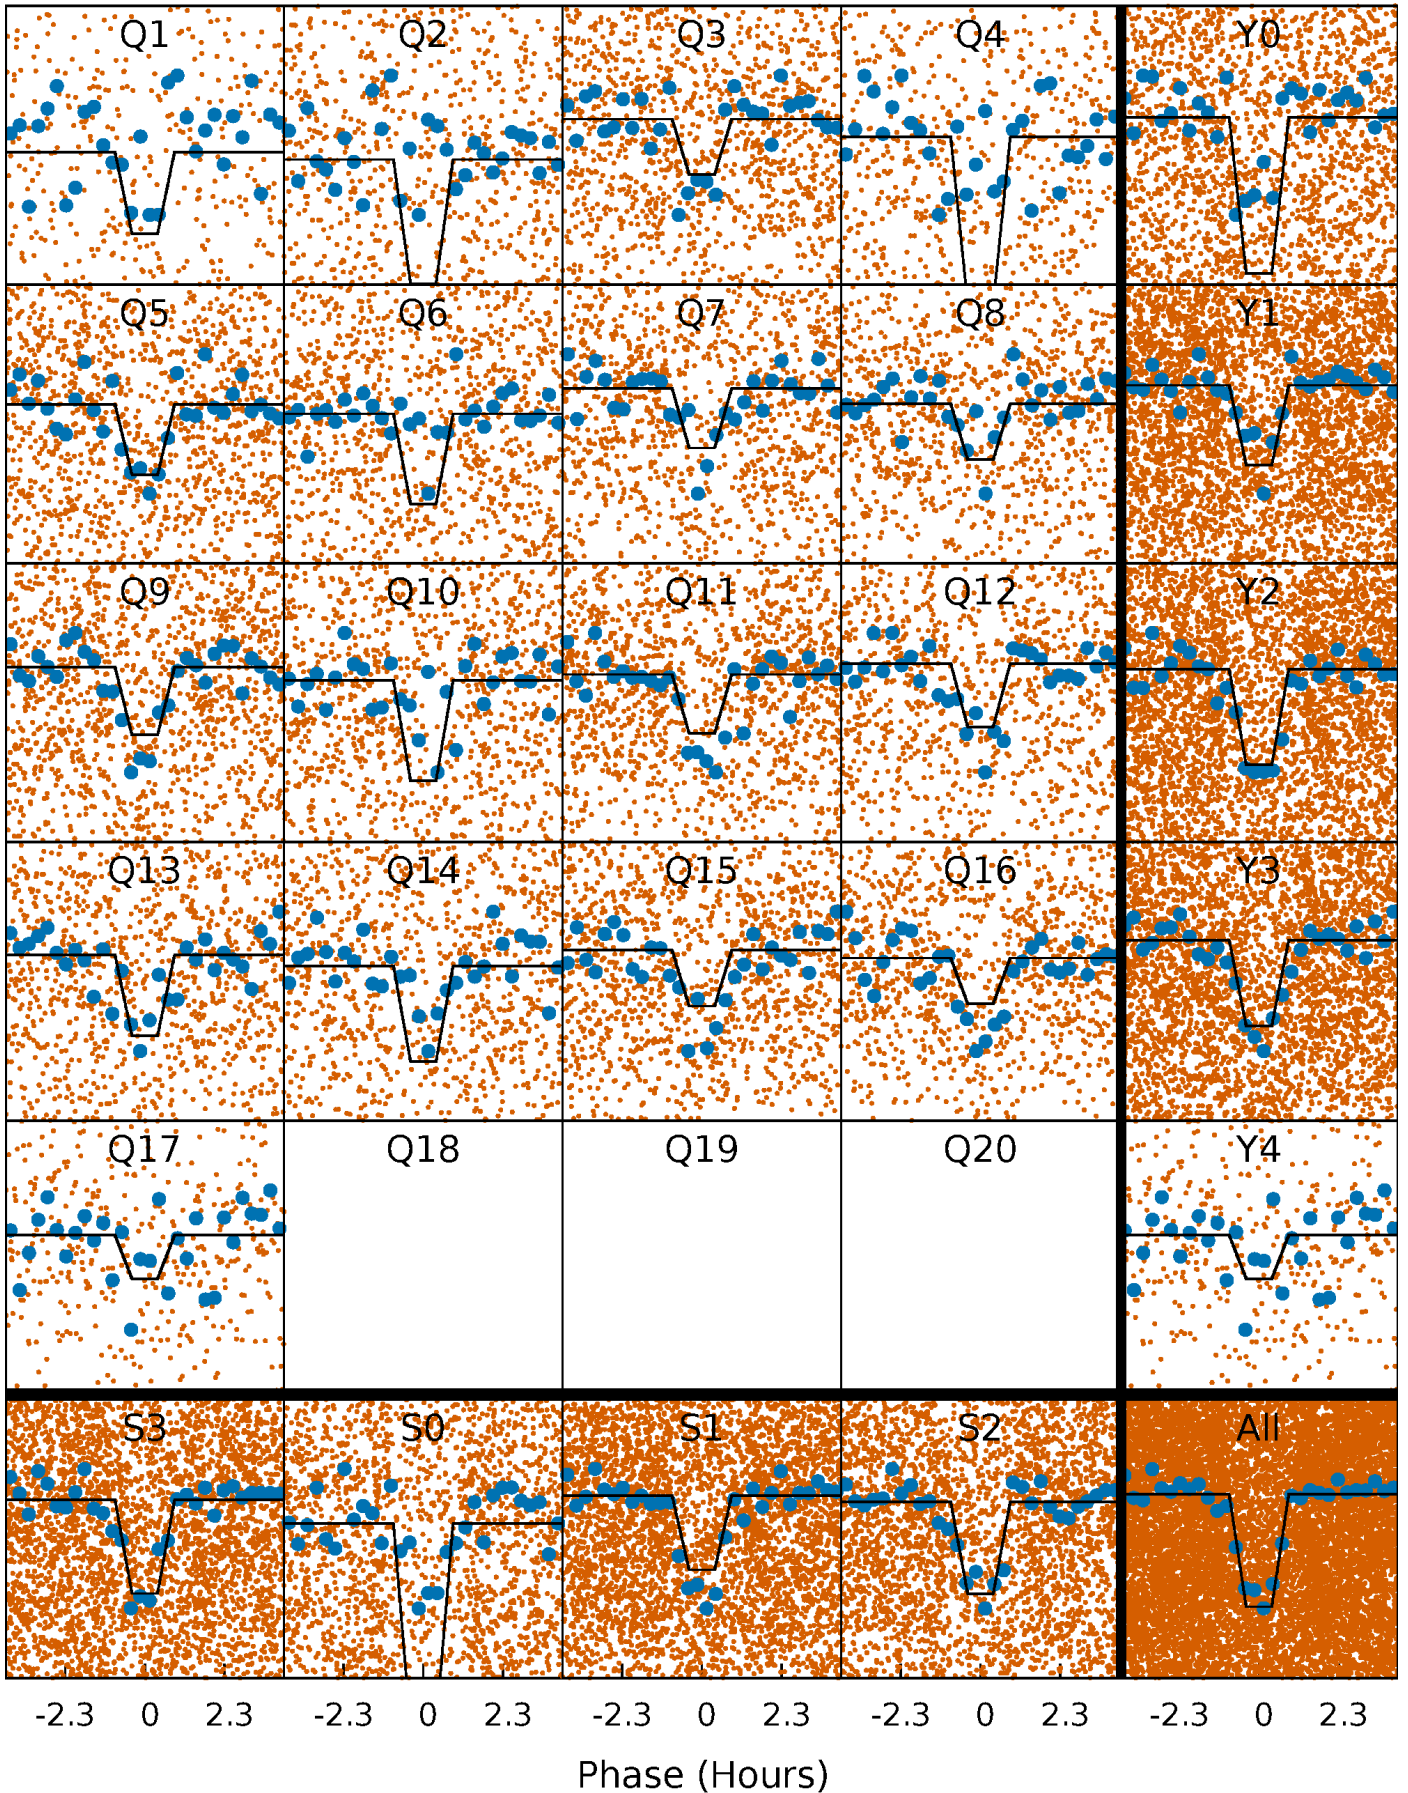 Q1 Q2 Q3 Q4 Y0
Q5 Q6 Q7 Q8 Y1
Q9 Q10 Q11 Q12 Y2
Q13 Q14 Q15 Q16 Y3
Q17 Q18 Q19 Q20 Y4
S3 S0 S1 S2 All
-2.3 0 2.3 -2.3 0 2.3 -2.3 0 2.3 -2.3 0 2.3 -2.3 0 2.3
Phase (Hours)